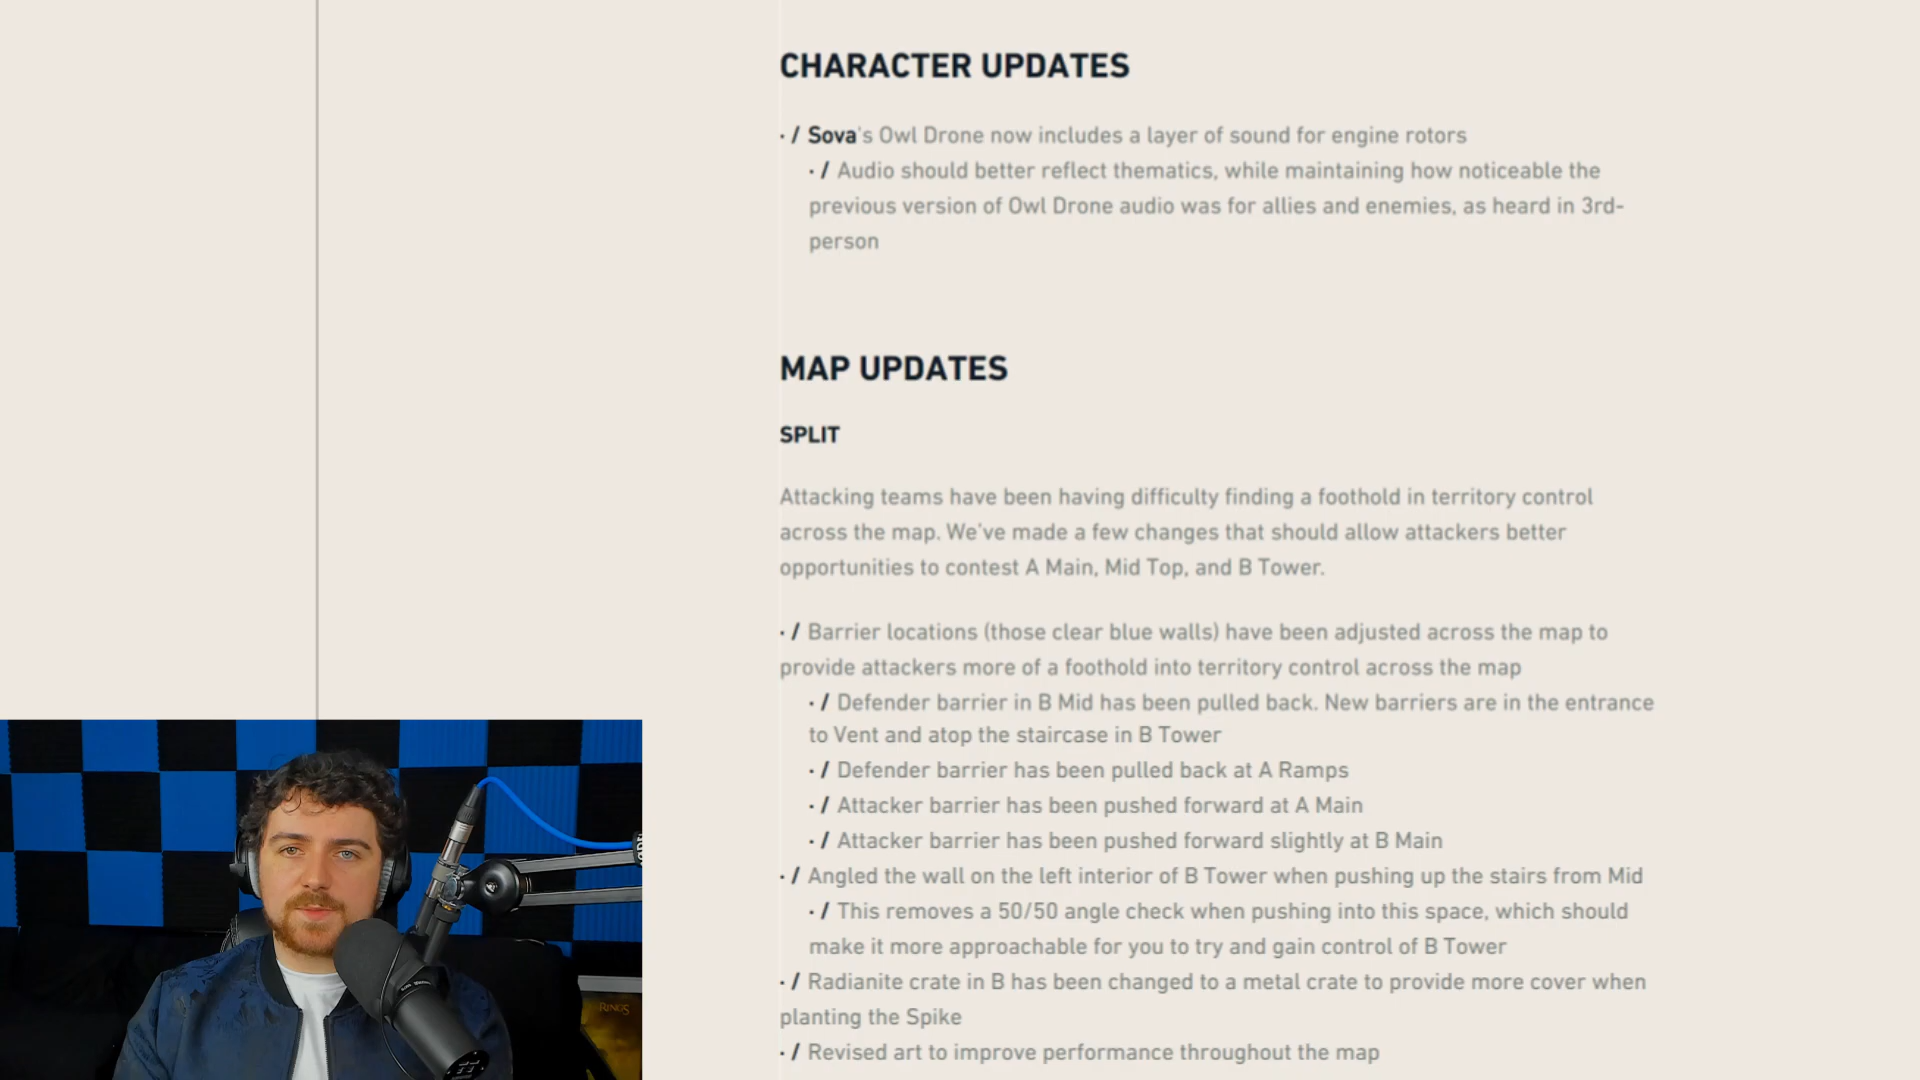 CHARACTER UPDATES
· / Sova's Owl Drone now includes a layer of sound for engine rotors
· / Audio should better reflect thematics, while maintaining how noticeable the
previous version of Owl Drone audio was for allies and enemies, as heard in 3rd-
person
MAP UPDATES
SPLIT
Attacking teams have been having difficulty finding a foothold in territory control
across the map. We've made a few changes that should allow attackers better
opportunities to contest A Main, Mid Top, and B Tower.
· / Barrier locations (those clear blue walls) have been adjusted across the map to
provide attackers more of a foothold into territory control across the map
· / Defender barrier in B Mid has been pulled back. New barriers are in the entrance
to Vent and atop the staircase in B Tower
· / Defender barrier has been pulled back at A Ramps
· / Attacker barrier has been pushed forward at A Main
· / Attacker barrier has been pushed forward slightly at B Main
· / Angled the wall on the left interior of B Tower when pushing up the stairs from Mid
· / This removes a 50/50 angle check when pushing into this space, which should
make it more approachable for you to try and gain control of B Tower
· / Radianite crate in B has been changed to a metal crate to provide more cover when
planting the Spike
· / Revised art to improve performance throughout the map
RINGS